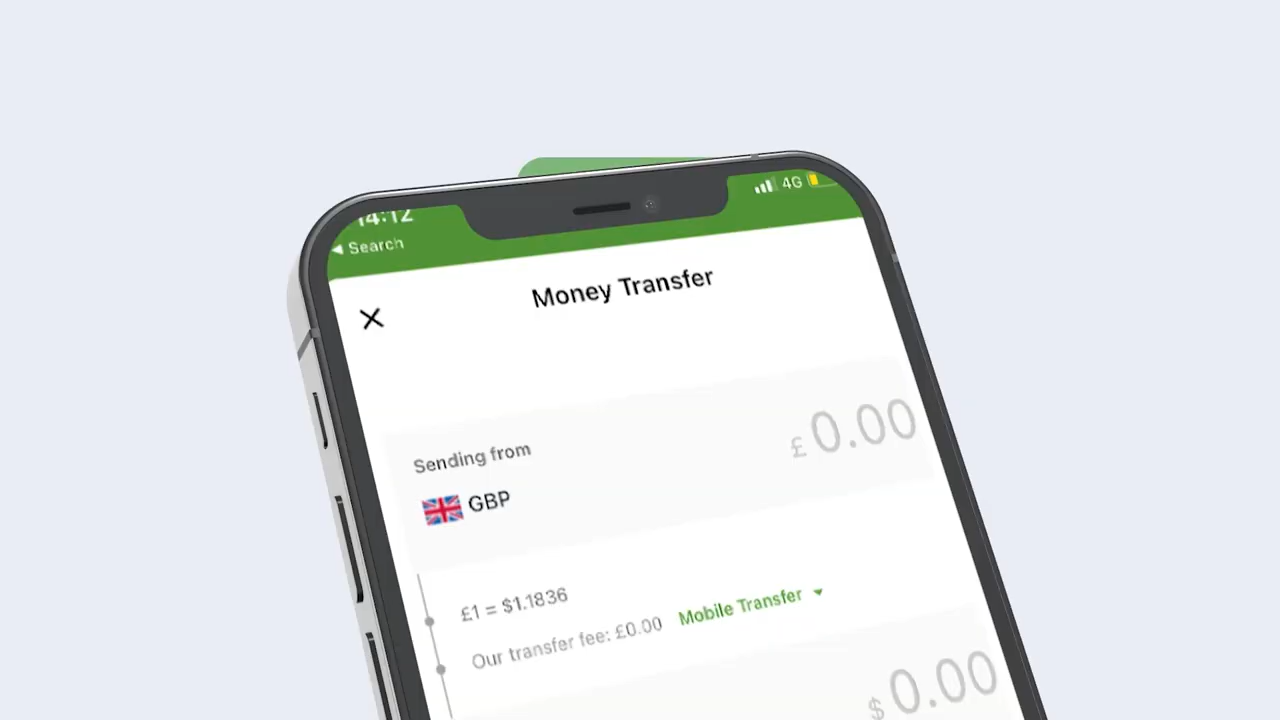 14:12
4G
◀ Search
Money Transfer
Sending from
£ 0.00
GBP
£1 = $1.1836
Our transfer fee: £0.00 Mobile Transfer
$ 0.00